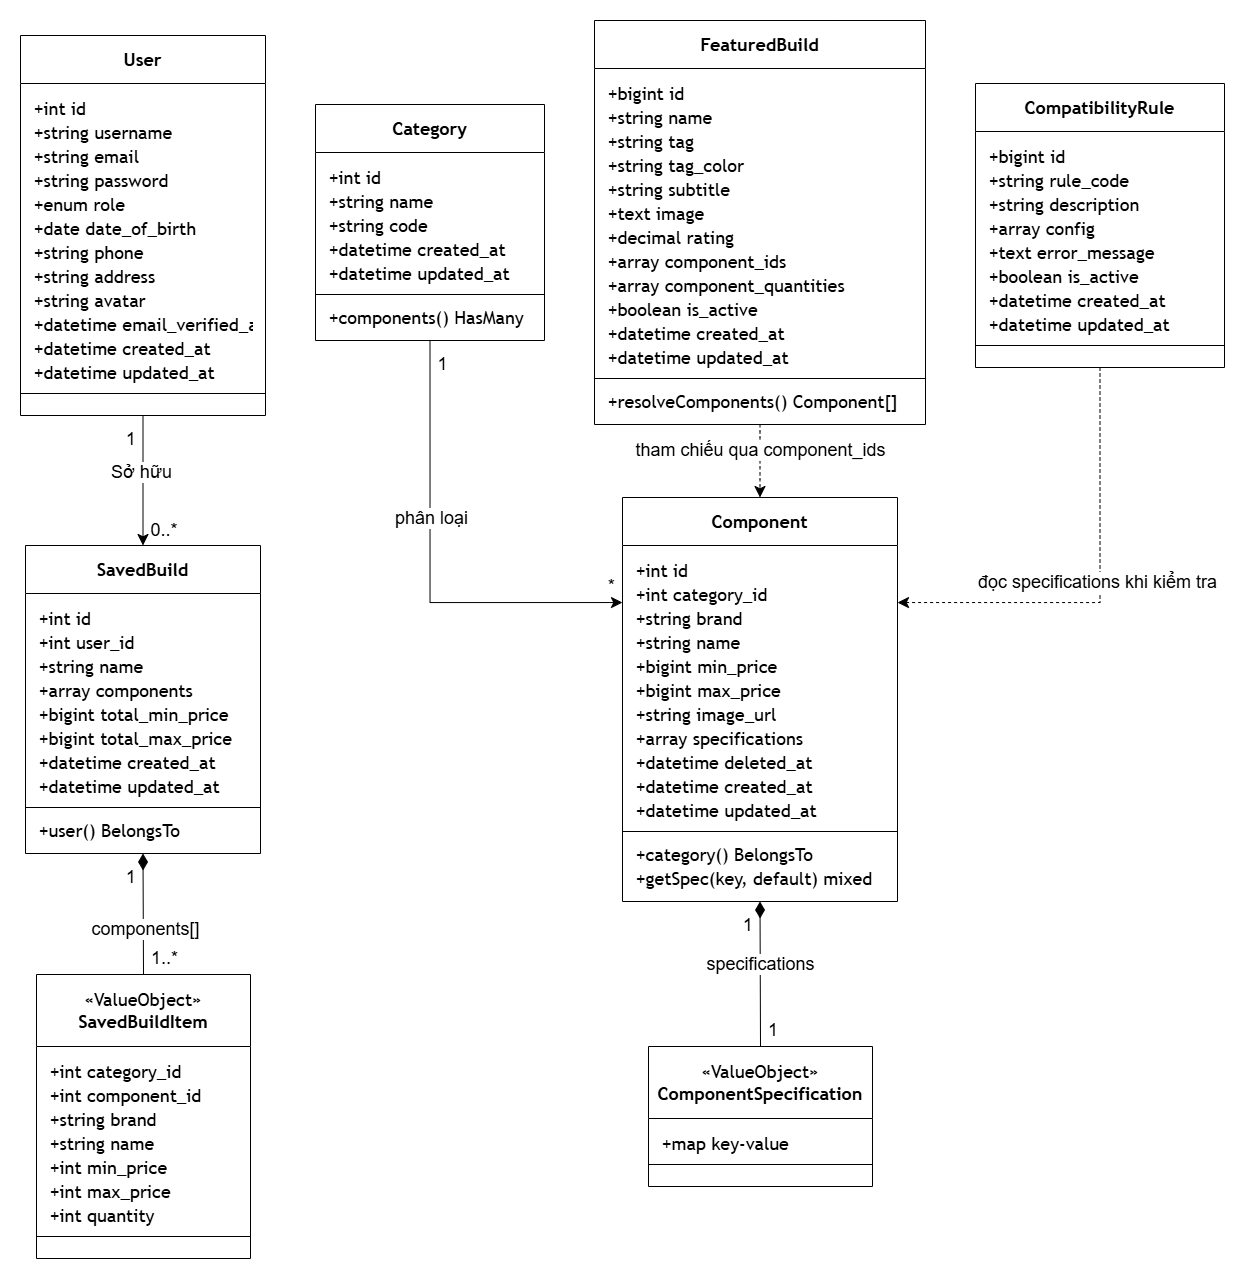 User
+int id
+string username
+string email
+string password
+enum role
+date date_of_birth
+string phone
+string address
+string avatar
+datetime email_verified_a
+datetime created_at
+datetime updated_at
1
Sở hữu
0..*
SavedBuild
+int id
+int user_id
+string name
+array components
+bigint total_min_price
+bigint total_max_price
+datetime created_at
+datetime updated_at
+user() BelongsTo
1
components[]
1..*
«ValueObject»
SavedBuildItem
+int category_id
+int component_id
+string brand
+string name
+int min_price
+int max_price
+int quantity
Category
+int id
+string name
+string code
+datetime created_at
+datetime updated_at
+components() HasMany
1
phân loại
*
FeaturedBuild
+bigint id
+string name
+string tag
+string tag_color
+string subtitle
+text image
+decimal rating
+array component_ids
+array component_quantities
+boolean is_active
+datetime created_at
+datetime updated_at
+resolveComponents() Component[]
tham chiếu qua component_ids
Component
+int id
+int category_id
+string brand
+string name
+bigint min_price
+bigint max_price
+string image_url
+array specifications
+datetime deleted_at
+datetime created_at
+datetime updated_at
+category() BelongsTo
+getSpec(key, default) mixed
1
specifications
1
«ValueObject»
ComponentSpecification
+map key-value
CompatibilityRule
+bigint id
+string rule_code
+string description
+array config
+text error_message
+boolean is_active
+datetime created_at
+datetime updated_at
đọc specifications khi kiểm tra